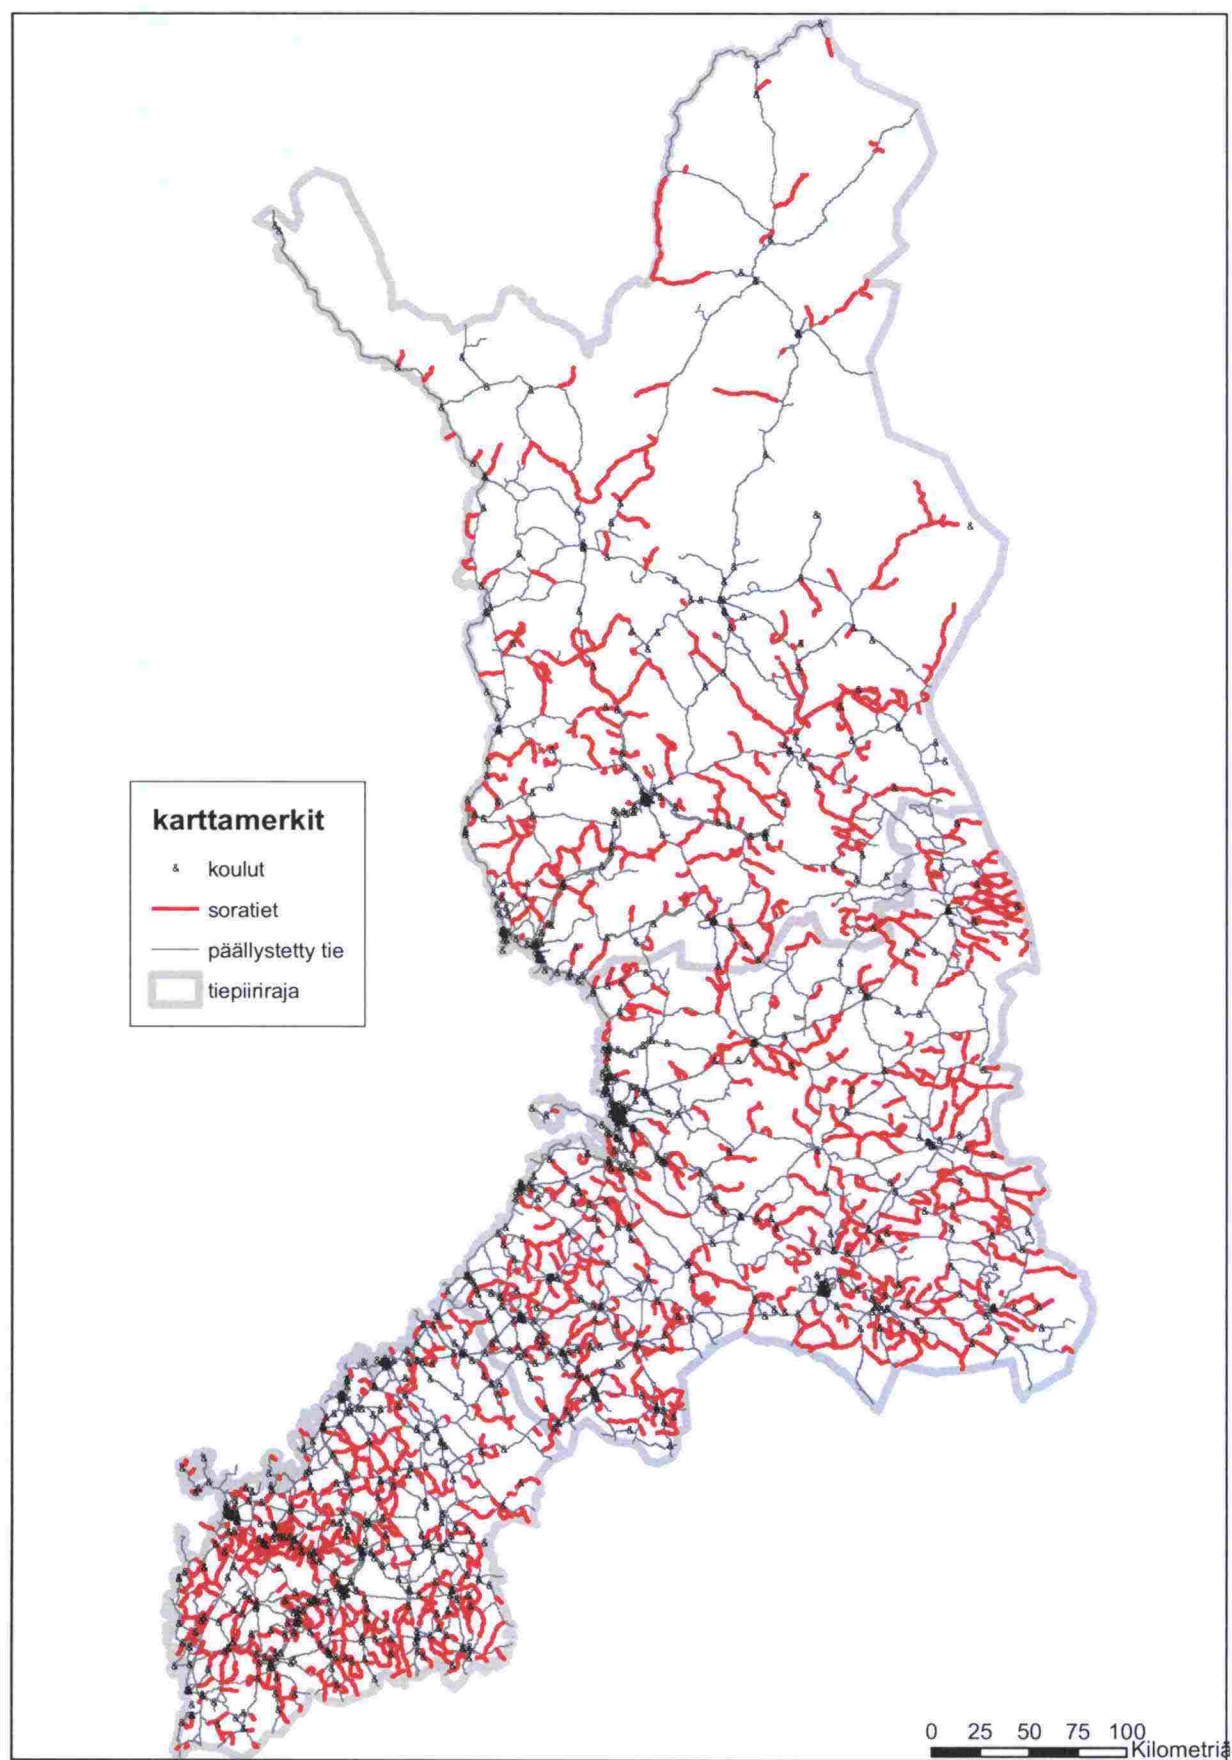 karttamerkit
& koulut
soratiet
päällystetty tie
tiepiiriraja
0 25 50 75 100
Kilometriä